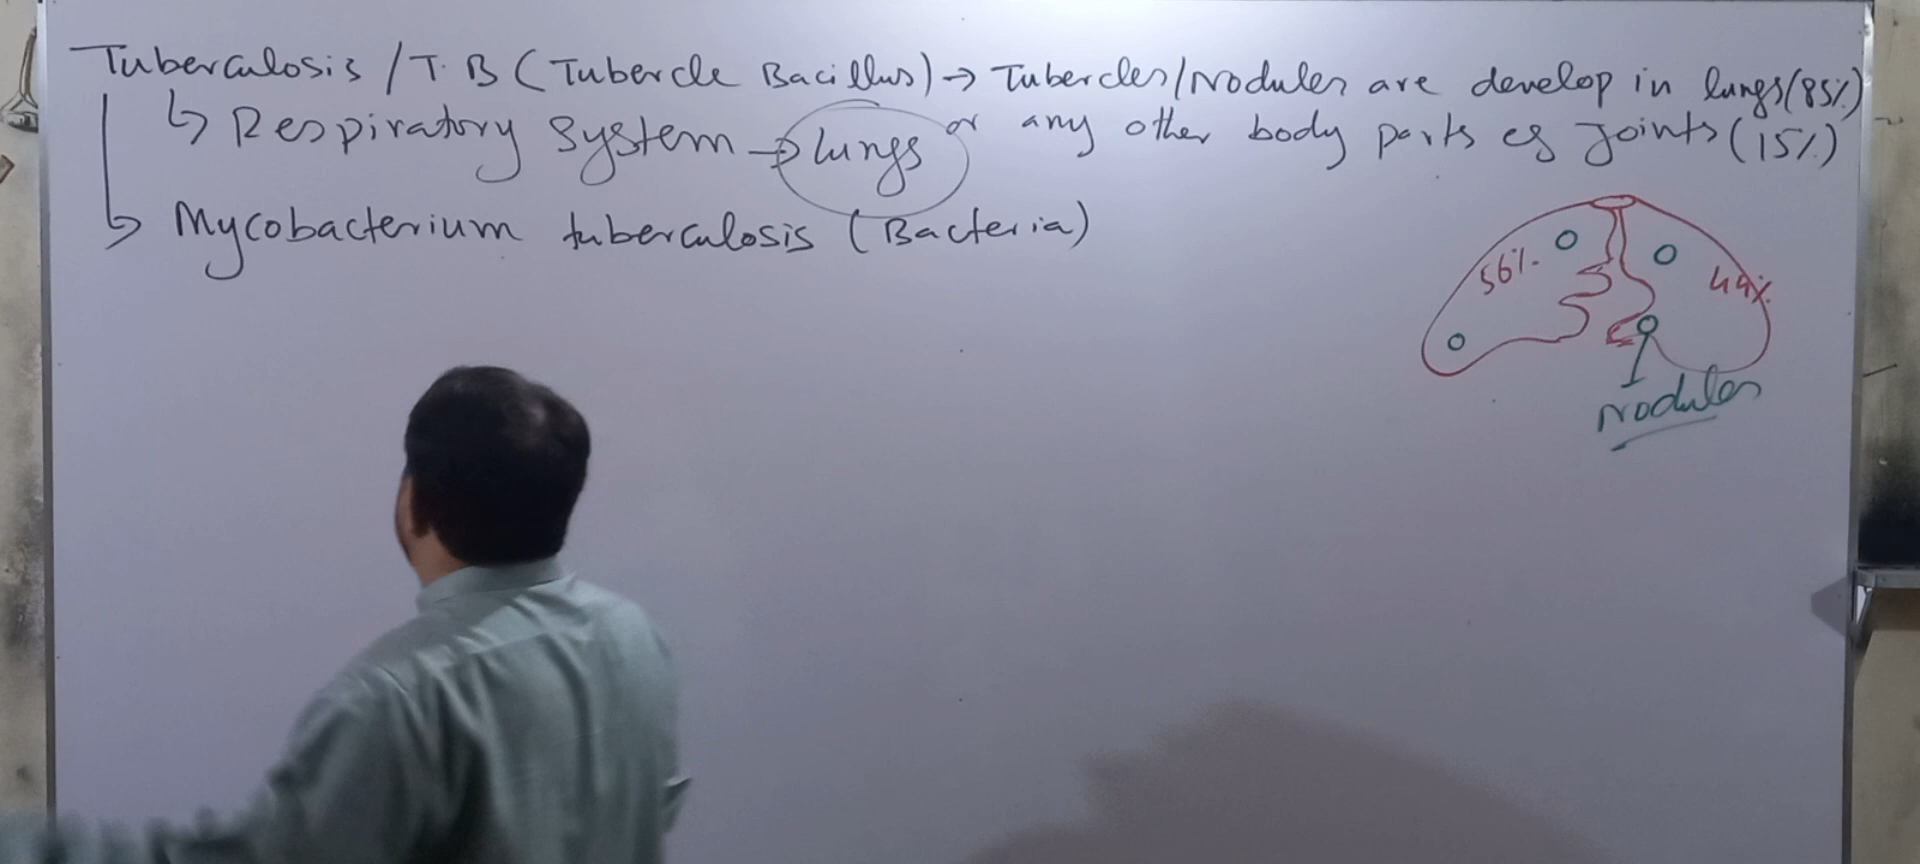 Tuberculosis / T.B (Tubercle Bacillus) → Tubercles/Nodules are develop in lungs (85%)
↳ Respiratory system → lungs or any other body parts eg Joints (15%)
↳ Mycobacterium tuberculosis (Bacteria)
56%. 44%.
Nodules